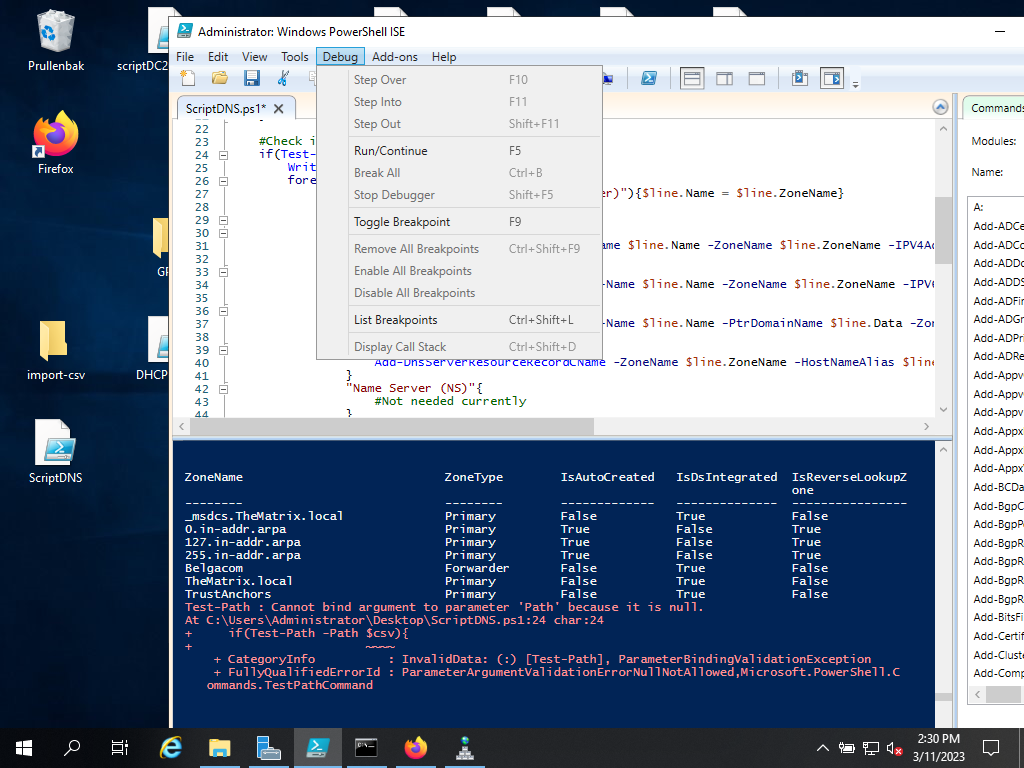 Prullenbak
scriptDC2
Firefox
GP
import-csv
DHCP
ScriptDNS
Administrator: Windows PowerShell ISE
File Edit View Tools Debug Add-ons Help
Step Over F10
Step Into F11
Step Out Shift+F11
Run/Continue F5
Break All Ctrl+B
Stop Debugger Shift+F5
Toggle Breakpoint F9
Remove All Breakpoints Ctrl+Shift+F9
Enable All Breakpoints
Disable All Breakpoints
List Breakpoints Ctrl+Shift+L
Display Call Stack Ctrl+Shift+D
ScriptDNS.ps1*
22
23 #Check i
24 if(Test-
25 Writ
26 fore
27 er)"){$line.Name = $line.ZoneName}
28
29
30
31 ame $line.Name -ZoneName $line.ZoneName -IPV4Ad
32
33
34 -Name $line.Name -ZoneName $line.ZoneName -IPV6
35
36
37 -Name $line.Name -PtrDomainName $line.Data -Zon
38
39
40 Add-DnsServerResourceRecordCName -ZoneName $line.ZoneName -HostNameAlias $line
41 }
42 "Name Server (NS)"{
43 #Not needed currently
44 }
ZoneName ZoneType IsAutoCreated IsDsIntegrated IsReverseLookupZ
one
-------- -------- ------------- -------------- ----------------
_msdcs.TheMatrix.local Primary False True False
0.in-addr.arpa Primary True False True
127.in-addr.arpa Primary True False True
255.in-addr.arpa Primary True False True
Belgacom Forwarder False True False
TheMatrix.local Primary False True False
TrustAnchors Primary False True False
Test-Path : Cannot bind argument to parameter 'Path' because it is null.
At C:\Users\Administrator\Desktop\ScriptDNS.ps1:24 char:24
+ if(Test-Path -Path $csv){
+ ~~~~
+ CategoryInfo : InvalidData: (:) [Test-Path], ParameterBindingValidationException
+ FullyQualifiedErrorId : ParameterArgumentValidationErrorNullNotAllowed,Microsoft.PowerShell.C
ommands.TestPathCommand
Commands
Modules:
Name:
A:
Add-ADCe
Add-ADCo
Add-ADDo
Add-ADDS
Add-ADFin
Add-ADGr
Add-ADPri
Add-ADRe
Add-Appv
Add-Appv
Add-Appv
Add-Appx
Add-Appx
Add-Appx
Add-BCDa
Add-BgpC
Add-BgpP
Add-BgpR
Add-BgpR
Add-BgpR
Add-BgpR
Add-BitsFi
Add-Certif
Add-Cluste
Add-Comp
2:30 PM
3/11/2023